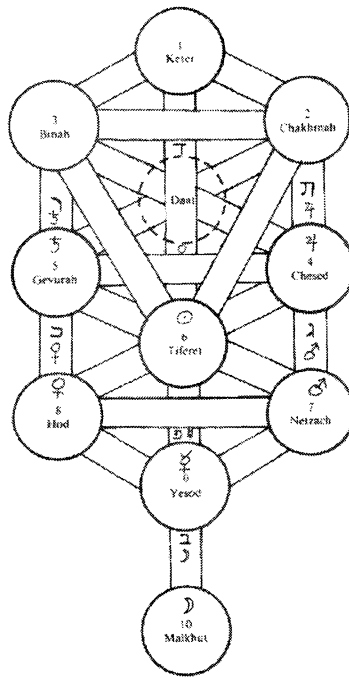 1
Keter
3
Binah
2
Chakhmah
Daat
5
Gevurah
4
Chesed
6
Tiferet
8
Hod
7
Netzach
9
Yesod
ב
10
Malkhut